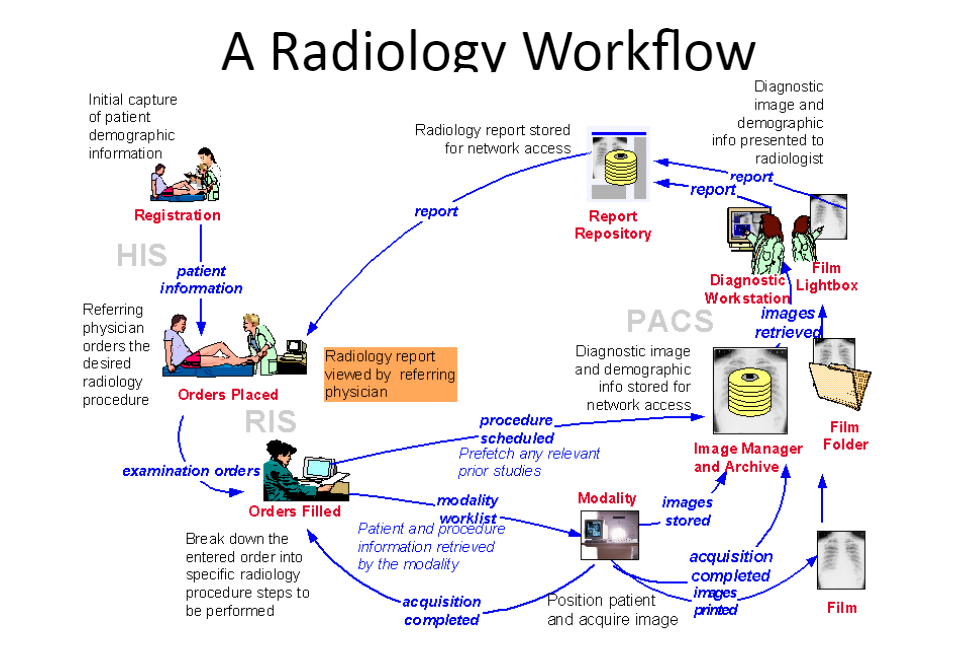 A Radiology Workflow
Initial capture
of patient
demographic
information
Registration
HIS
patient
information
Referring
physician
orders the
desired
radiology
procedure
Orders Placed
Radiology report
viewed by referring
physician
RIS
examination orders
Orders Filled
Break down the
entered order into
specific radiology
procedure steps to
be performed
procedure
scheduled
Prefetch any relevant
prior studies
modality
worklist
Patient and procedure
information retrieved
by the modality
acquisition
completed
Modality
Position patient
and acquire image
images
stored
acquisition
completed
images
printed
Film
Film
Folder
Image Manager
and Archive
Diagnostic image
and demographic
info stored for
network access
PACS
images
retrieved
Diagnostic
Workstation
Film
Lightbox
Diagnostic
image and
demographic
info presented to
radiologist
report
report
Report
Repository
Radiology report stored
for network access
report